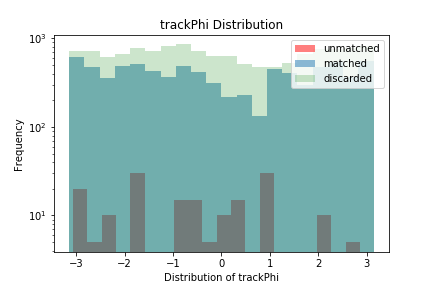 trackPhi Distribution
unmatched
matched
discarded
Frequency
10³
10²
10¹
−3 −2 −1 0 1 2 3
Distribution of trackPhi